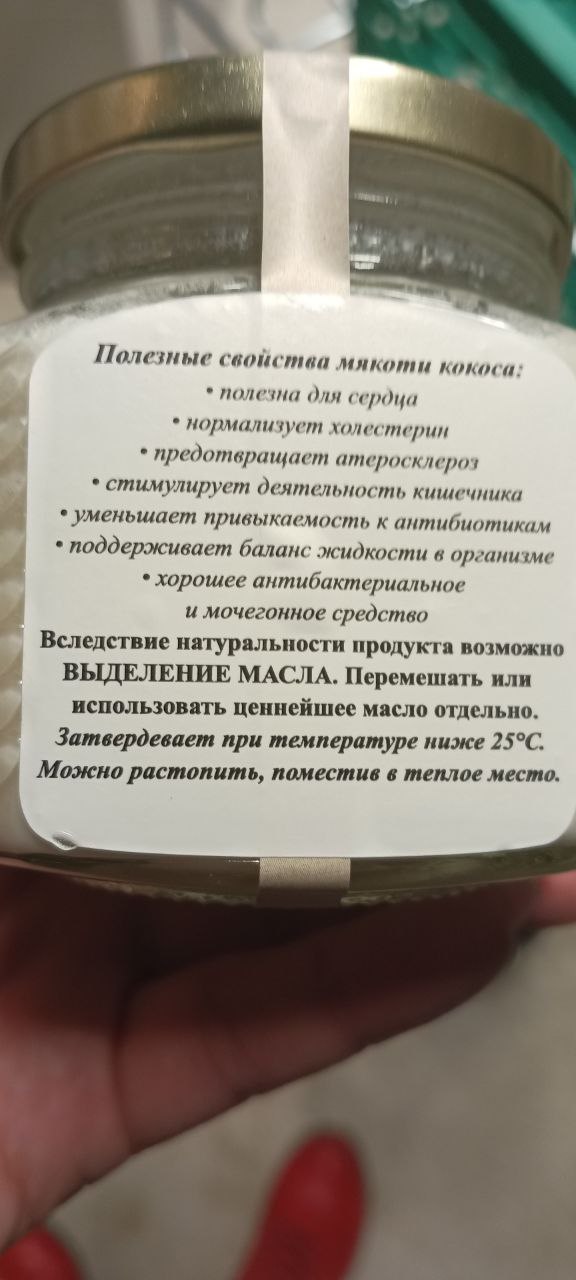 Полезные свойства мякоти кокоса:
• полезна для сердца
• нормализует холестерин
• предотвращает атеросклероз
• стимулирует деятельность кишечника
• уменьшает привыкаемость к антибиотикам
• поддерживает баланс жидкости в организме
• хорошее антибактериальное
и мочегонное средство
Вследствие натуральности продукта возможно
ВЫДЕЛЕНИЕ МАСЛА. Перемешать или
использовать ценнейшее масло отдельно.
Затвердевает при температуре ниже 25°С.
Можно растопить, поместив в теплое место.